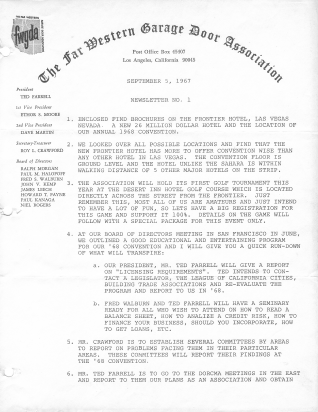 fwgda
The Far Western Garage Door Association
Post Office Box 65407
Los Angeles, California 90065
SEPTEMBER 5, 1967
NEWSLETTER NO. 1
President
TED FARRELL
1st Vice President
2nd Vice President
DAVE MARTIN
Secretary-Treasurer
ROY L. CRAWFORD
Board of Directors
RALPH MORGAN
PAUL M. HALOPOFF
FRED S. WALBURN
JOHN V. KEMP
JAMES LERCH
HOWARD T. FAVOR
PAUL KANAGA
NIEL ROGERS
1. ENCLOSED FIND BROCHURES ON THE FRONTIER HOTEL, LAS VEGAS
NEVADA. A NEW 26 MILLION DOLLAR HOTEL AND THE LOCATION OF
OUR ANNUAL 1968 CONVENTION.
2. WE LOOKED OVER ALL POSSIBLE LOCATIONS AND FIND THAT THE
NEW FRONTIER HOTEL HAS MORE TO OFFER CONVENTION WISE THAN
ANY OTHER HOTEL IN LAS VEGAS. THE CONVENTION FLOOR IS
GROUND LEVEL AND THE HOTEL UNLIKE THE SAHARA IS WITHIN
WALKING DISTANCE OF 5 OTHER MAJOR HOTELS ON THE STRIP.
3. THE ASSOCIATION WILL HOLD ITS FIRST GOLF TOURNAMENT THIS
YEAR AT THE DESERT INN HOTEL GOLF COURSE WHICH IS LOCATED
DIRECTLY ACROSS THE STREET FROM THE FRONTIER. JUST
REMEMBER THIS, MOST ALL OF US ARE AMATEURS AND JUST INTEND
TO HAVE A LOT OF FUN, SO LETS HAVE A BIG REGISTRATION FOR
THIS GAME AND SUPPORT IT 100%. DETAILS ON THE GAME WILL
FOLLOW WITH A SPECIAL PACKAGE FOR THIS EVENT ONLY.
4. AT OUR BOARD OF DIRECTORS MEETING IN SAN FRANCISCO IN JUNE,
WE OUTLINED A GOOD EDUCATIONAL AND ENTERTAINING PROGRAM
FOR OUR '68 CONVENTION AND I WILL GIVE YOU A QUICK RUN-DOWN
OF WHAT WILL TRANSPIRE:
a. OUR PRESIDENT, MR. TED FARRELL WILL GIVE A REPORT
ON "LICENSING REQUIREMENTS". TED INTENDS TO CON-
TACT A LEGISLATOR, THE LEAGUE OF CALIFORNIA CITIES,
BUILDING TRADE ASSOCIATIONS AND RE-EVALUATE THE
PROGRAM AND REPORT TO US IN '68.
b. FRED WALBURN AND TED FARRELL WILL HAVE A SEMINAR
READY FOR ALL WHO WISH TO ATTEND ON HOW TO READ A
BALANCE SHEET, HOW TO ANALIZE A CREDIT RISK, HOW TO
FINANCE YOUR BUSINESS, SHOULD YOU INCORPORATE, HOW
TO GET LOANS, ETC.
5. MR. CRAWFORD IS TO ESTABLISH SEVERAL COMMITTEES BY AREAS
TO REPORT ON PROBLEMS FACING THEM IN THEIR PARTICULAR
AREAS. THESE COMMITTEES WILL REPORT THEIR FINDINGS AT
THE '68 CONVENTION.
6. MR. TED FARRELL IS TO GO TO THE DORCMA MEETINGS IN THE EAST
AND REPORT TO THEM OUR PLANS AS AN ASSOCIATION AND OBTAIN